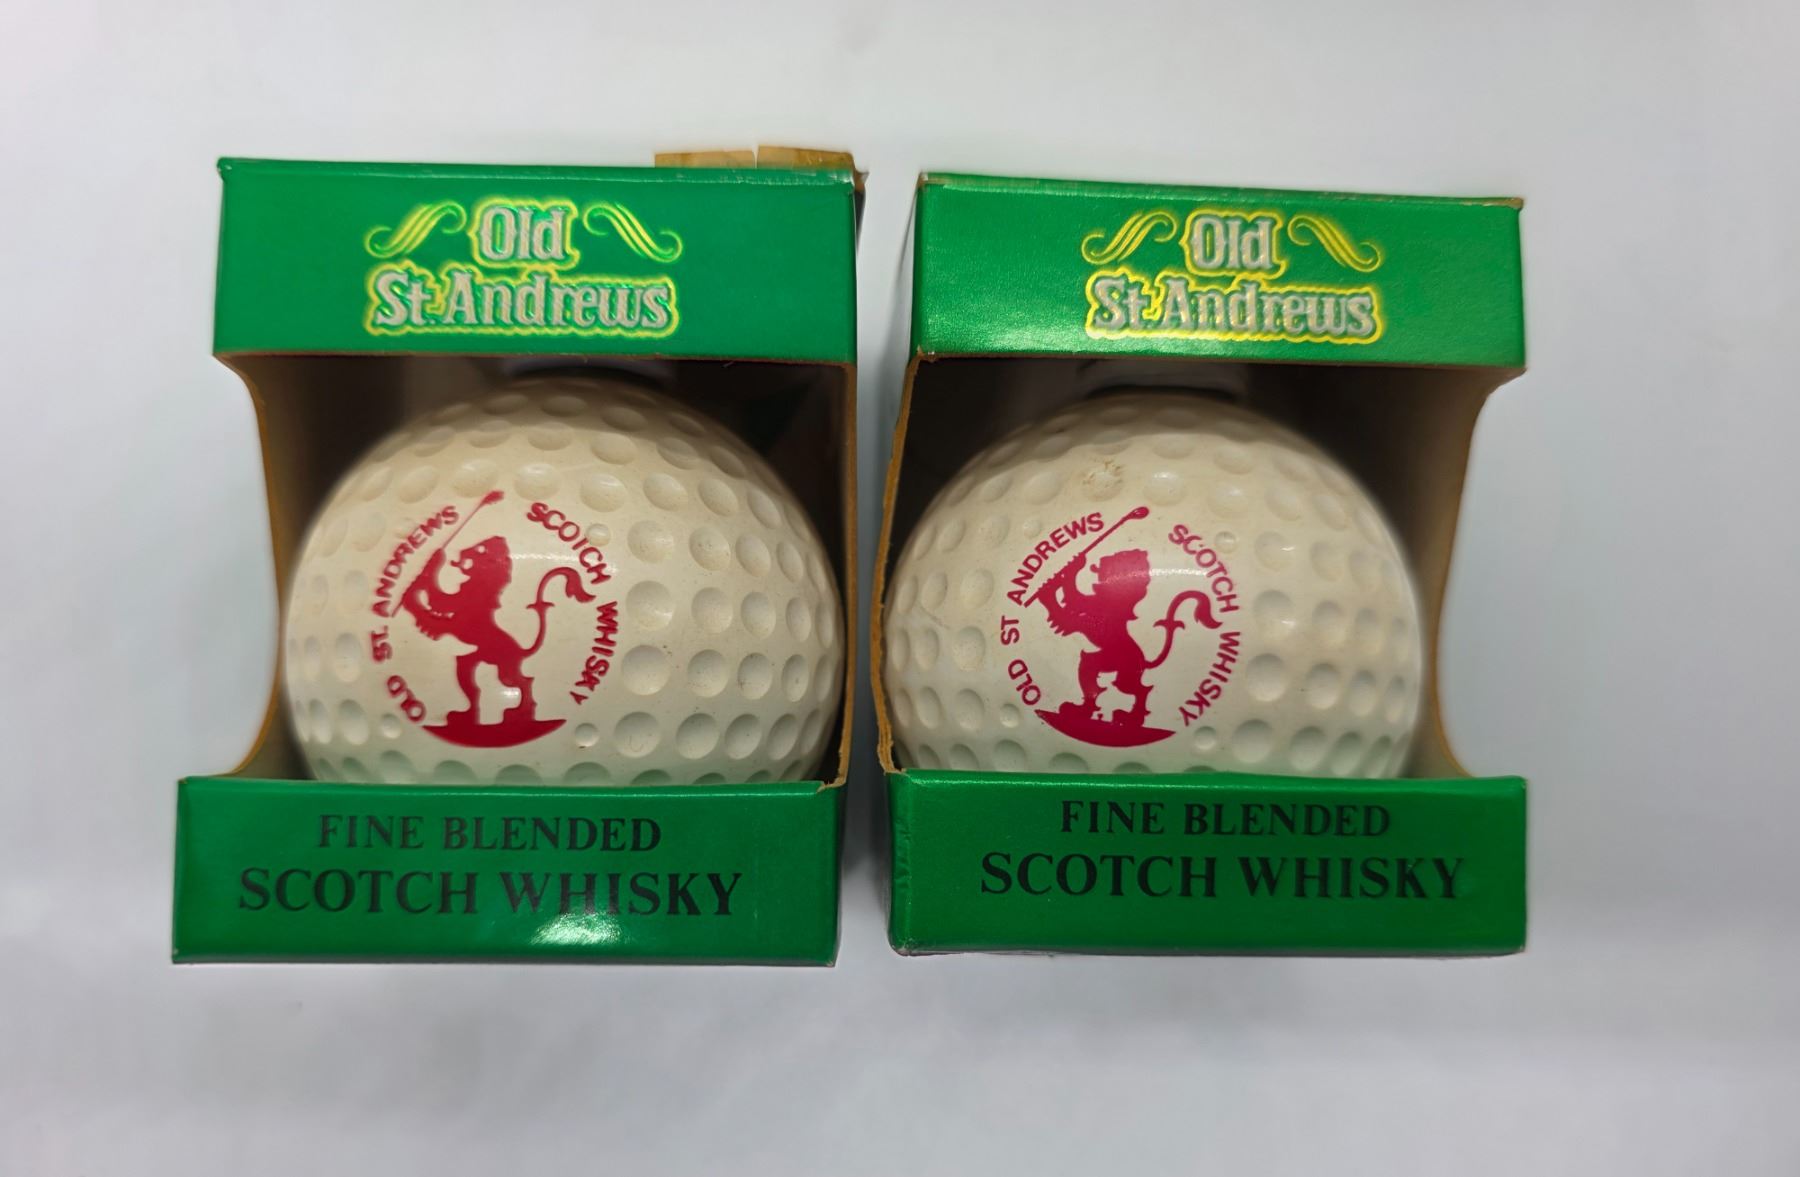 Old
St. Andrews
OLD ST. ANDREWS
SCOTCH WHISKY
FINE BLENDED
SCOTCH WHISKY
Old
St. Andrews
OLD ST ANDREWS
SCOTCH WHISKY
FINE BLENDED
SCOTCH WHISKY